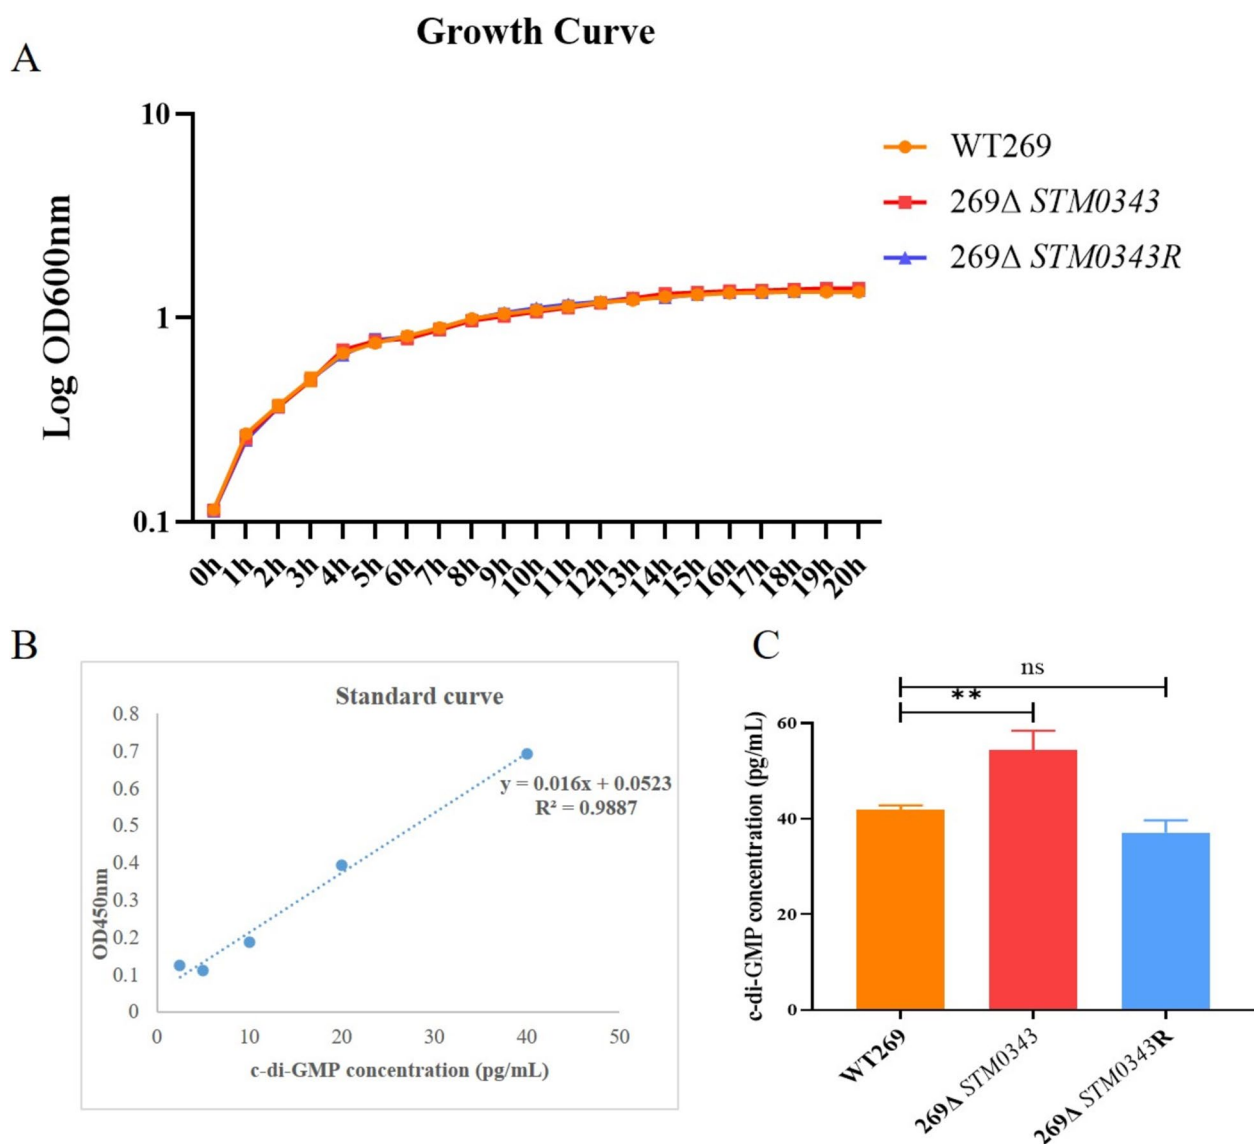 Growth Curve
A
10
1
0.1
Log OD600nm
WT269
269Δ STM0343
269Δ STM0343R
0h 1h 2h 3h 4h 5h 6h 7h 8h 9h 10h 11h 12h 13h 14h 15h 16h 17h 18h 19h 20h
B
Standard curve
0.8
0.7
0.6
0.5
0.4
0.3
0.2
0.1
0
OD450nm
y = 0.016x + 0.0523
R² = 0.9887
0 10 20 30 40 50
c-di-GMP concentration (pg/mL)
C
ns
**
60
40
20
0
c-di-GMP concentration (pg/mL)
WT269
269Δ STM0343
269Δ STM0343R